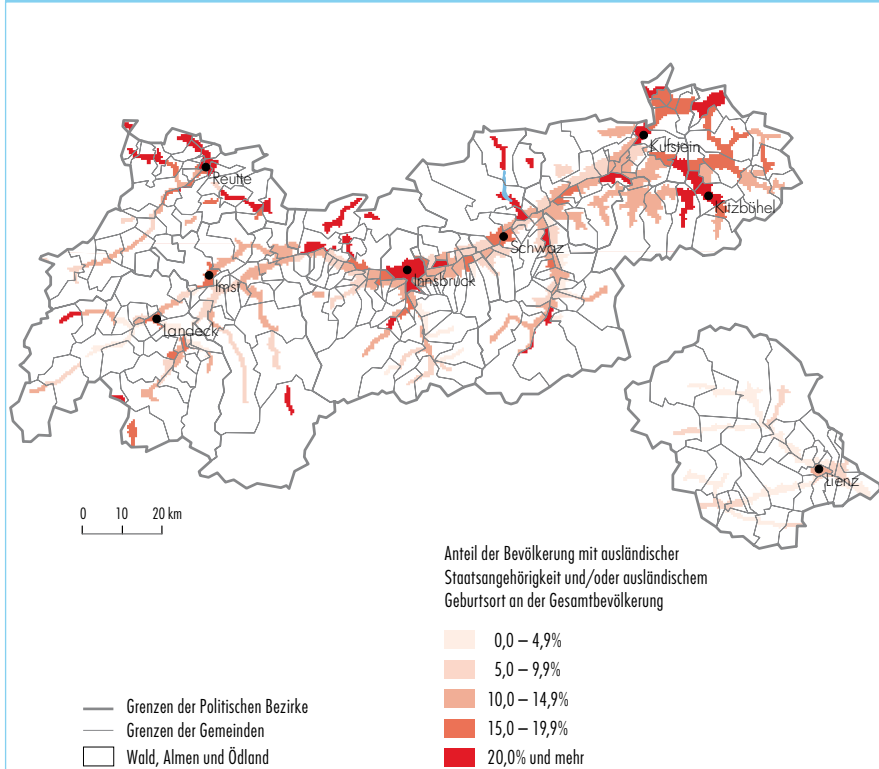 Kufstein
Reutte
Kitzbühel
Schwaz
Innsbruck
Imst
Landeck
Lienz
0 10 20 km
Anteil der Bevölkerung mit ausländischer
Staatsangehörigkeit und/oder ausländischem
Geburtsort an der Gesamtbevölkerung
0,0 – 4,9%
5,0 – 9,9%
10,0 – 14,9%
15,0 – 19,9%
20,0% und mehr
Grenzen der Politischen Bezirke
Grenzen der Gemeinden
Wald, Almen und Ödland